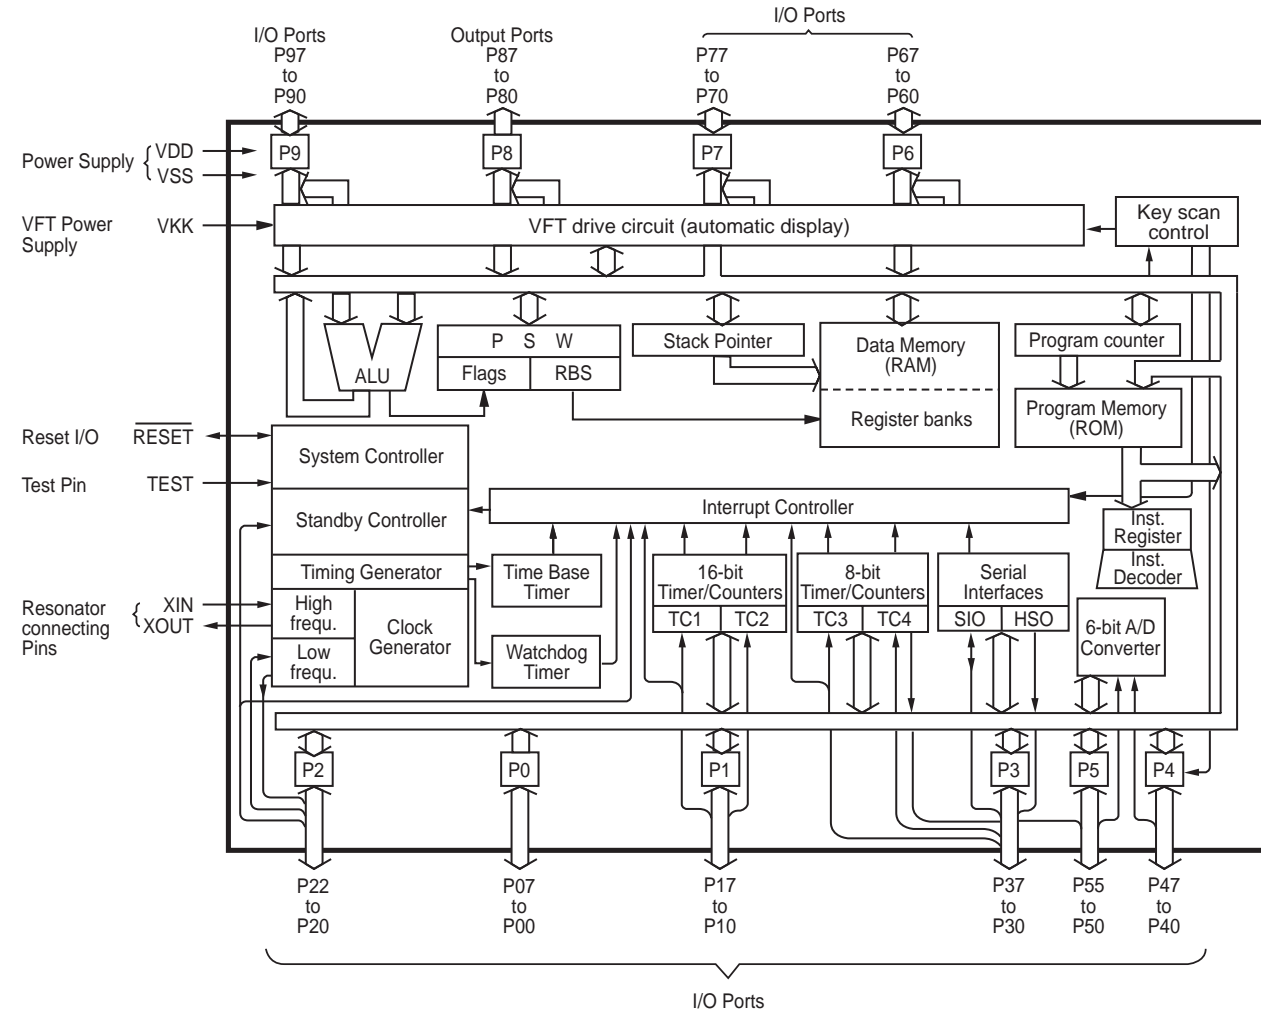 I/O Ports
I/O Ports
Output Ports
P97
to
P90
P87
to
P80
P77
to
P70
P67
to
P60
Power Supply { VDD
VSS
P9
P8
P7
P6
VFT Power
Supply
VKK
VFT drive circuit (automatic display)
Key scan
control
ALU
P S W
Flags
RBS
Stack Pointer
Data Memory
(RAM)
Register banks
Program counter
Program Memory
(ROM)
Reset I/O
RESET
System Controller
Test Pin
TEST
Standby Controller
Interrupt Controller
Inst.
Register
Inst.
Decoder
Timing Generator
Time Base
Timer
16-bit
Timer/Counters
TC1
TC2
8-bit
Timer/Counters
TC3
TC4
Serial
Interfaces
SIO
HSO
Resonator
connecting
Pins
{ XIN
XOUT
High
frequ.
Low
frequ.
Clock
Generator
Watchdog
Timer
6-bit A/D
Converter
P2
P0
P1
P3
P5
P4
P22
to
P20
P07
to
P00
P17
to
P10
P37
to
P30
P55
to
P50
P47
to
P40
I/O Ports